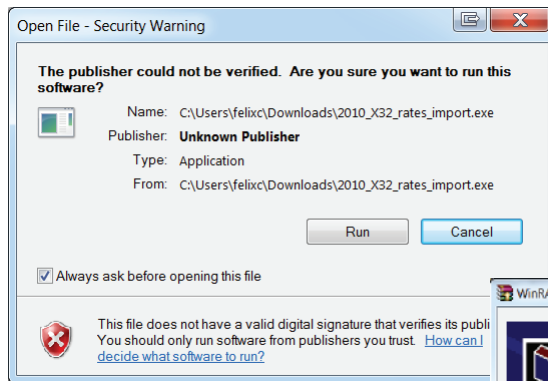 Open File - Security Warning
The publisher could not be verified. Are you sure you want to run this
software?
Name: C:\Users\felixc\Downloads\2010_X32_rates_import.exe
Publisher: Unknown Publisher
Type: Application
From: C:\Users\felixc\Downloads\2010_X32_rates_import.exe
Run Cancel
Always ask before opening this file
WinRA
This file does not have a valid digital signature that verifies its publi
You should only run software from publishers you trust. How can I
decide what software to run?